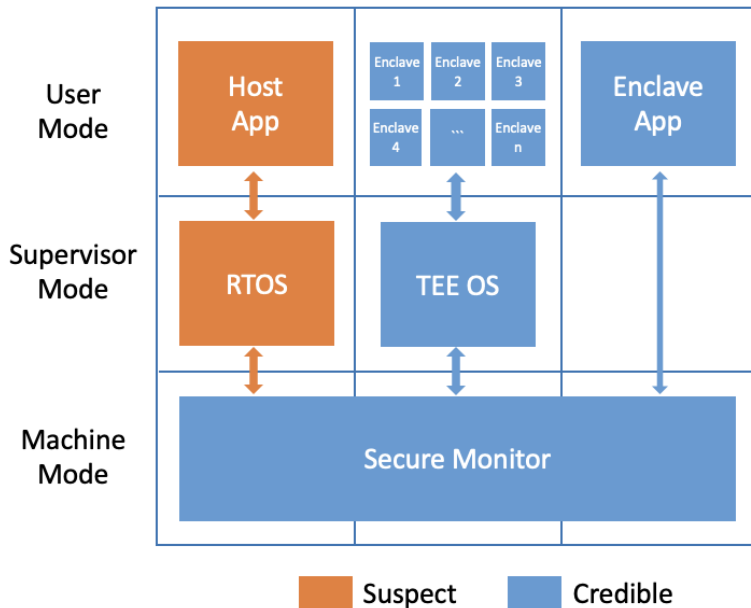 User
Mode
Host
App
Enclave
1
Enclave
2
Enclave
3
Enclave
4
```
...
Enclave
n
Enclave
App
Supervisor
Mode
RTOS
TEE OS
Machine
Mode
Secure Monitor
Suspect
Credible